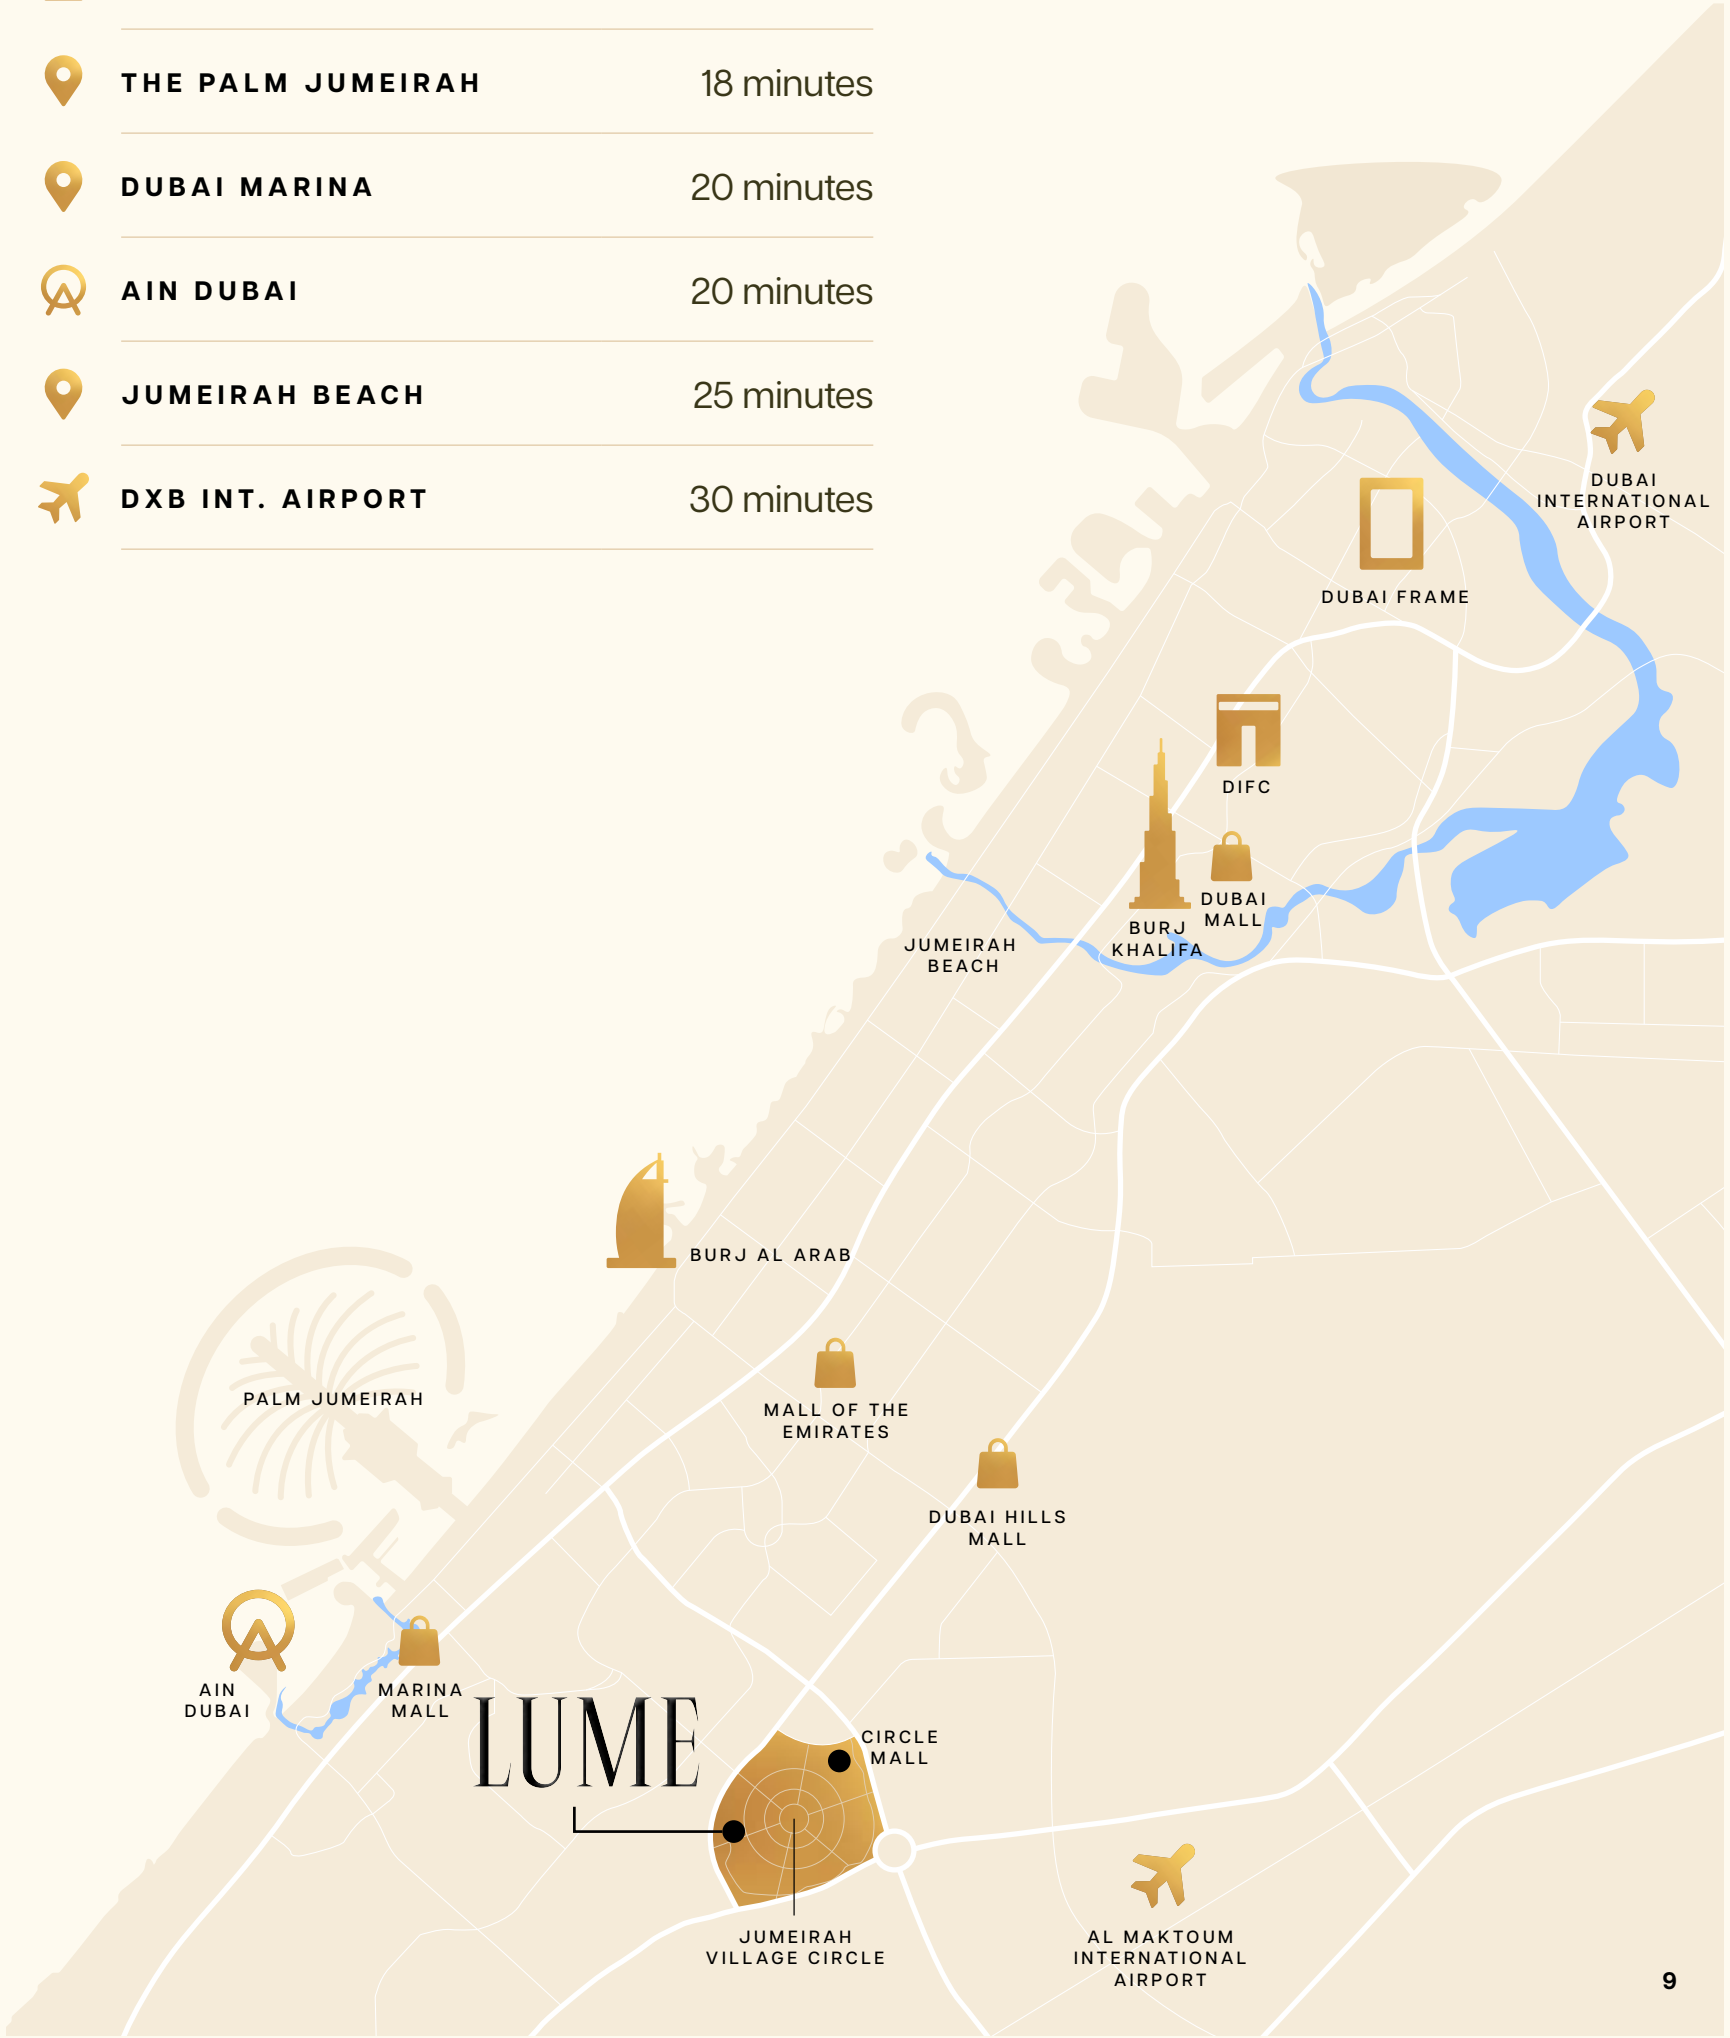 THE PALM JUMEIRAH 18 minutes
DUBAI MARINA 20 minutes
AIN DUBAI 20 minutes
JUMEIRAH BEACH 25 minutes
DXB INT. AIRPORT 30 minutes
DUBAI
INTERNATIONAL
AIRPORT
DUBAI FRAME
DIFC
DUBAI
MALL
BURJ
KHALIFA
JUMEIRAH
BEACH
BURJ AL ARAB
PALM JUMEIRAH
MALL OF THE
EMIRATES
DUBAI HILLS
MALL
AIN
DUBAI
MARINA
MALL
LUME
CIRCLE
MALL
JUMEIRAH
VILLAGE CIRCLE
AL MAKTOUM
INTERNATIONAL
AIRPORT
9